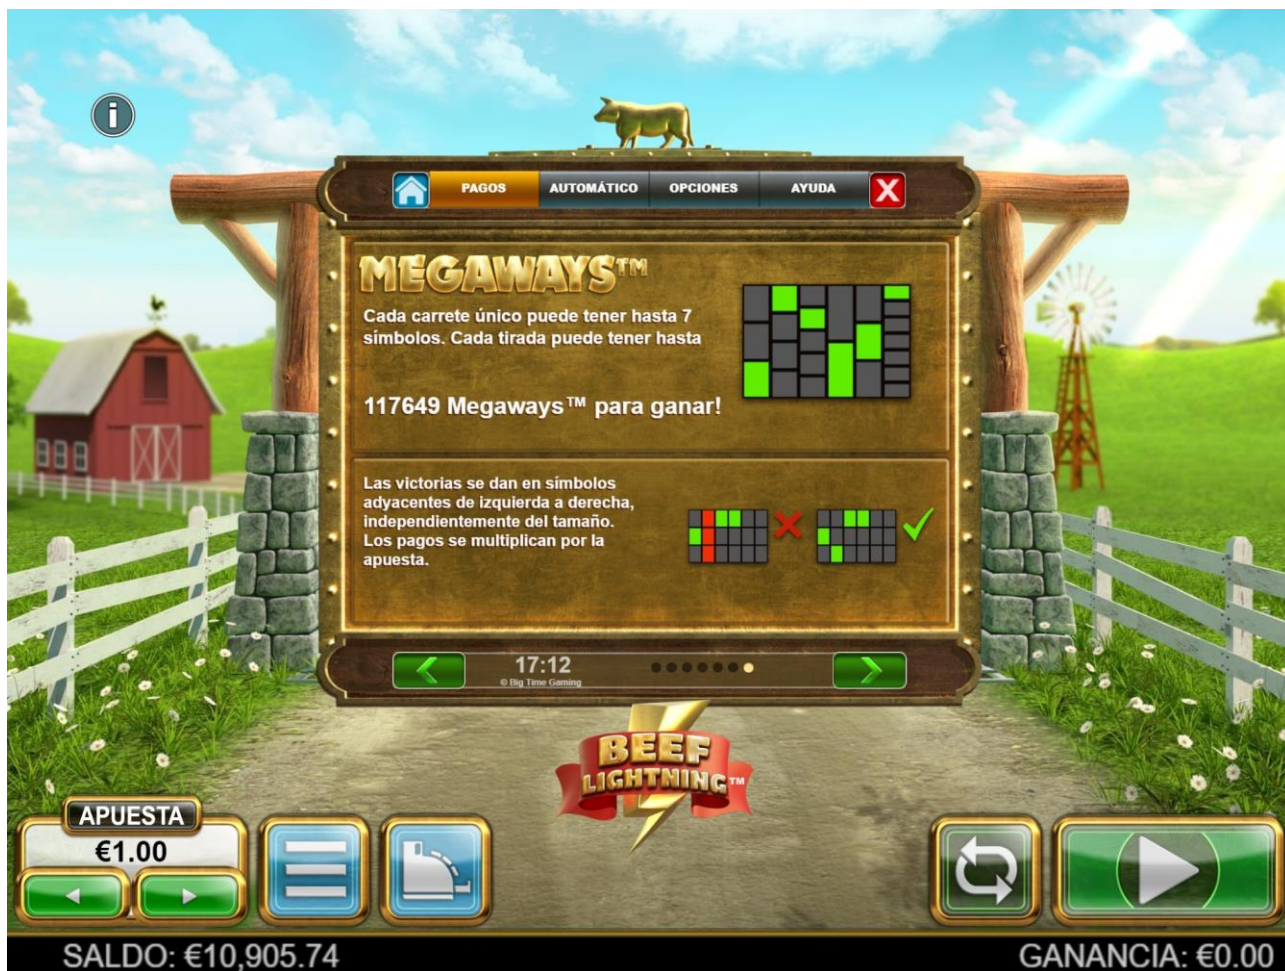 i
PAGOS AUTOMÁTICO OPCIONES AYUDA X
MEGAWAYS™
Cada carrete único puede tener hasta 7
símbolos. Cada tirada puede tener hasta
117649 Megaways™ para ganar!
Las victorias se dan en símbolos
adyacentes de izquierda a derecha,
independientemente del tamaño.
Los pagos se multiplican por la
apuesta.
17:12
© Big Time Gaming
BEEF
LIGHTNING™
APUESTA
€1.00
SALDO: €10,905.74
GANANCIA: €0.00